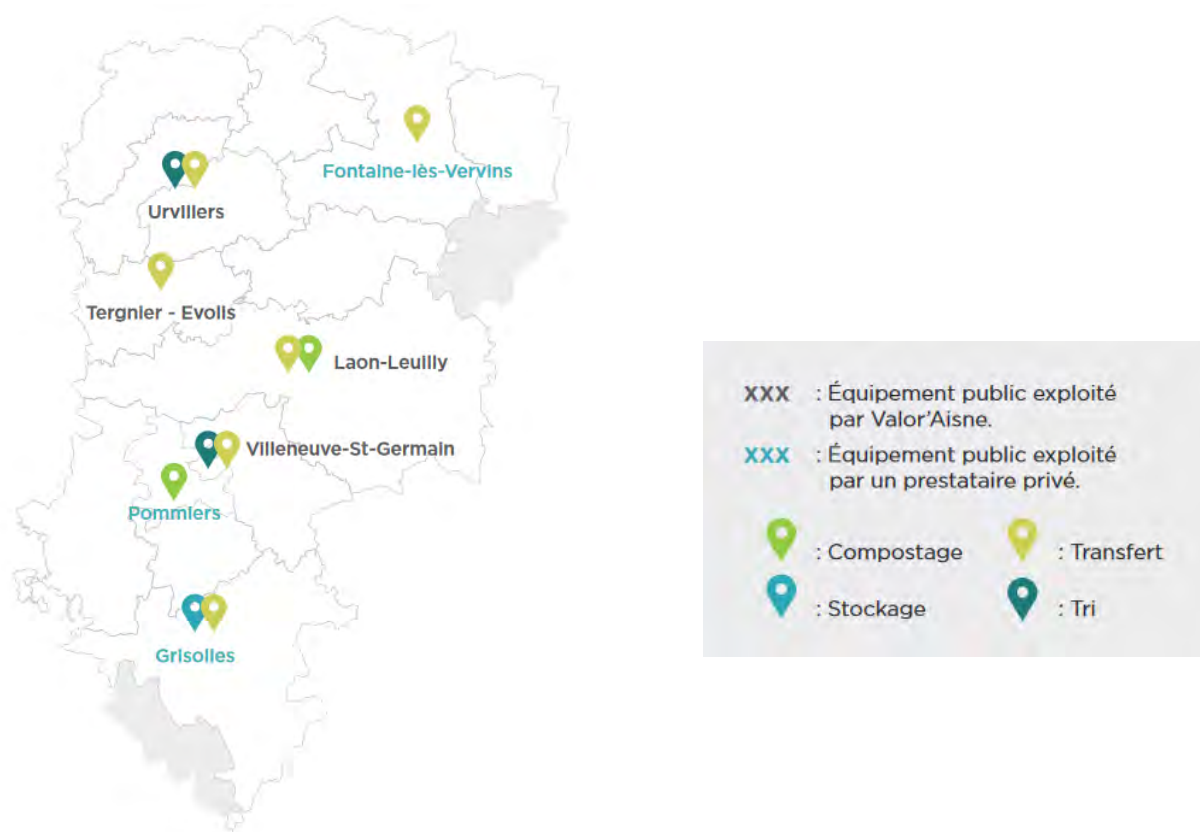 Fontaine-lès-Vervins
Urvillers
Tergnier - Evolis
Laon-Leuilly
Villeneuve-St-Germain
Pommiers
Grisolles
XXX : Équipement public exploité
par Valor'Aisne.
XXX : Équipement public exploité
par un prestataire privé.
: Compostage : Transfert
: Stockage : Tri